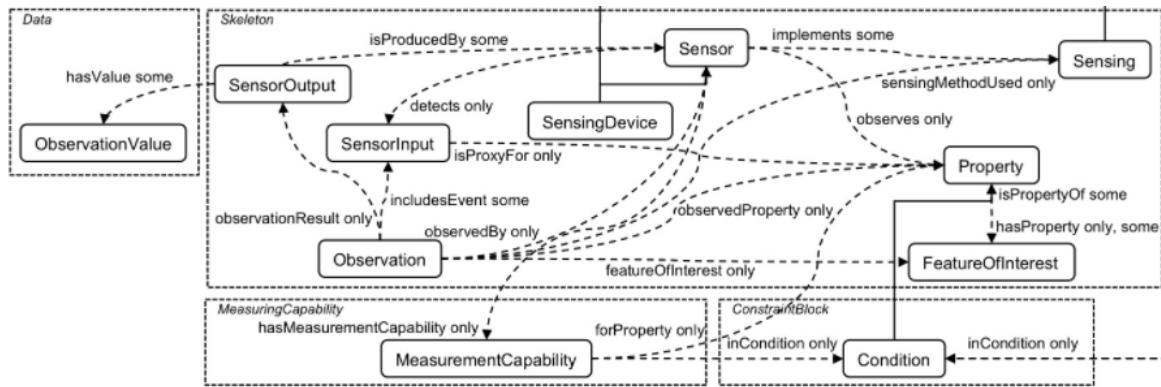 Data
Skeleton
isProducedBy some
Sensor
implements some
hasValue some
SensorOutput
Sensing
sensingMethodUsed only
detects only
SensingDevice
observes only
ObservationValue
SensorInput
isProxyFor only
Property
includesEvent some
isPropertyOf some
observationResult only
observedProperty only
observedBy only
hasProperty only, some
Observation
featureOfInterest only
FeatureOfInterest
MeasuringCapability
ConstraintBlock
hasMeasurementCapability only
forProperty only
inCondition only
inCondition only
MeasurementCapability
Condition